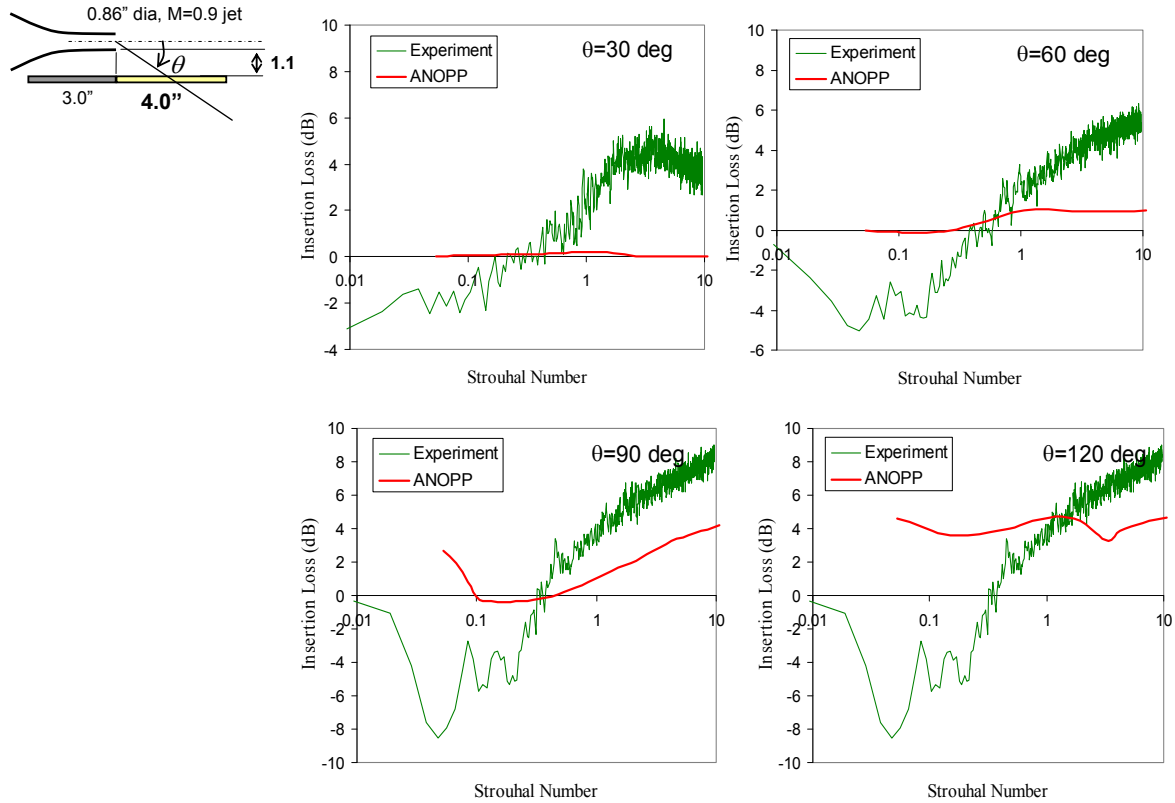 0.86” dia, M=0.9 jet
θ
1.1
3.0”
4.0”
Experiment
ANOPP
θ=30 deg
Insertion Loss (dB)
10
8
6
4
2
0
-2
-4
0.01
0.1
1
10
Strouhal Number
Experiment
ANOPP
θ=60 deg
Insertion Loss (dB)
10
8
6
4
2
0
-2
-4
-6
0.01
0.1
1
10
Strouhal Number
Experiment
ANOPP
θ=90 deg
Insertion Loss (dB)
10
8
6
4
2
0
-2
-4
-6
-8
-10
0.01
0.1
1
10
Strouhal Number
Experiment
ANOPP
θ=120 deg
Insertion Loss (dB)
10
8
6
4
2
0
-2
-4
-6
-8
-10
0.01
0.1
1
10
Strouhal Number